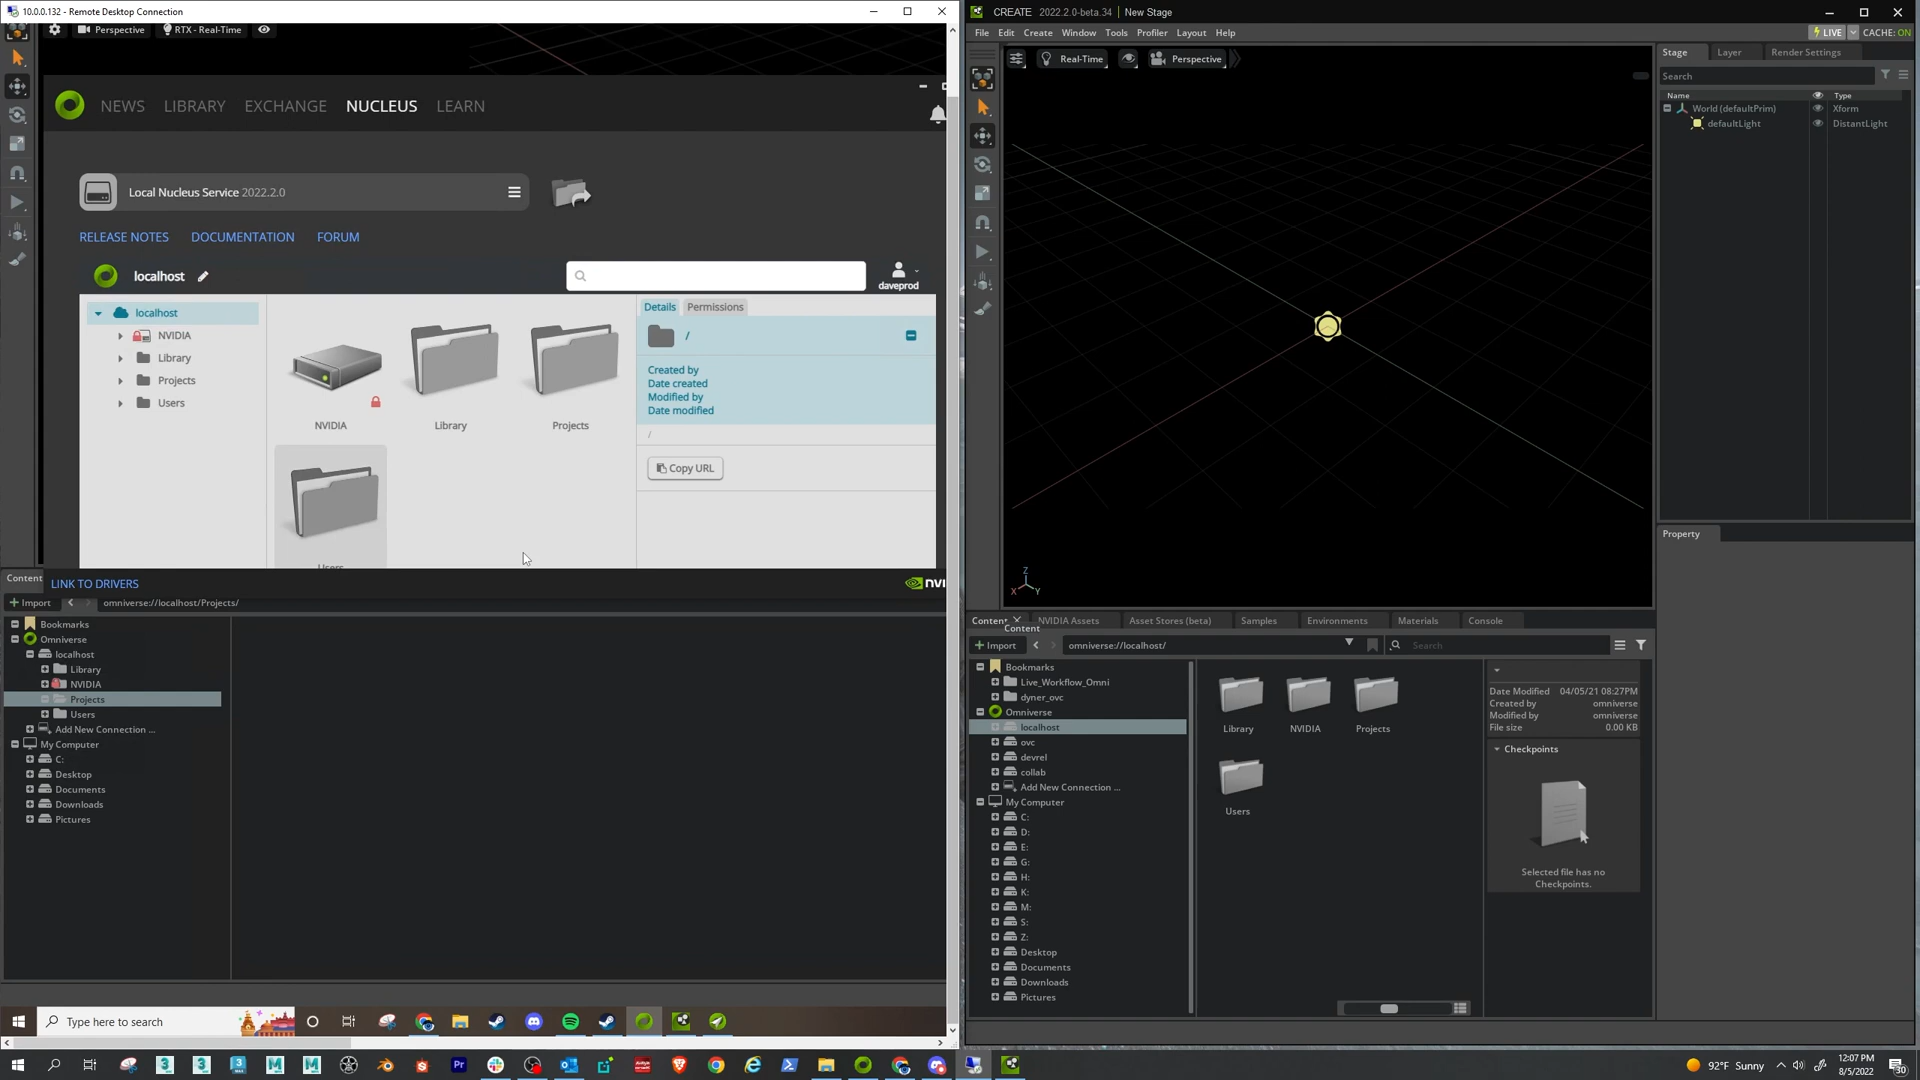 10.0.0.132 - Remote Desktop Connection
Perspective
RTX - Real-Time
NEWS
LIBRARY
EXCHANGE
NUCLEUS
LEARN
Local Nucleus Service 2022.2.0
RELEASE NOTES
DOCUMENTATION
FORUM
localhost
daveprod
localhost
NVIDIA
Library
Projects
Users
NVIDIA
Library
Projects
Details
Permissions
/
Created by
Date created
Modified by
Date modified
/
Copy URL
Content
LINK TO DRIVERS
Import
omniverse://localhost/Projects/
Bookmarks
Omniverse
localhost
Library
NVIDIA
Projects
Users
Add New Connection ...
My Computer
C:
Desktop
Documents
Downloads
Pictures
Type here to search
CREATE 2022.2.0-beta.34 New Stage
File Edit Create Window Tools Profiler Layout Help
LIVE
CACHE: ON
Real-Time
Perspective
Z
X
Y
Stage
Layer
Render Settings
Search
Name
Type
World (defaultPrim)
Xform
defaultLight
DistantLight
Property
Content
NVIDIA Assets
Asset Stores (beta)
Samples
Environments
Materials
Console
Content
Import
omniverse://localhost/
Search
Bookmarks
Live_Workflow_Omni
dyner_ovc
Omniverse
localhost
ovc
devrel
collab
Add New Connection ...
My Computer
C:
D:
E:
G:
H:
K:
M:
S:
Z:
Desktop
Documents
Downloads
Pictures
Library
NVIDIA
Projects
Users
Date Modified 04/05/21 08:27PM
Created by omniverse
Modified by omniverse
File size 0.00 KB
Checkpoints
Selected file has no
Checkpoints.
92°F Sunny
12:07 PM
8/5/2022
30